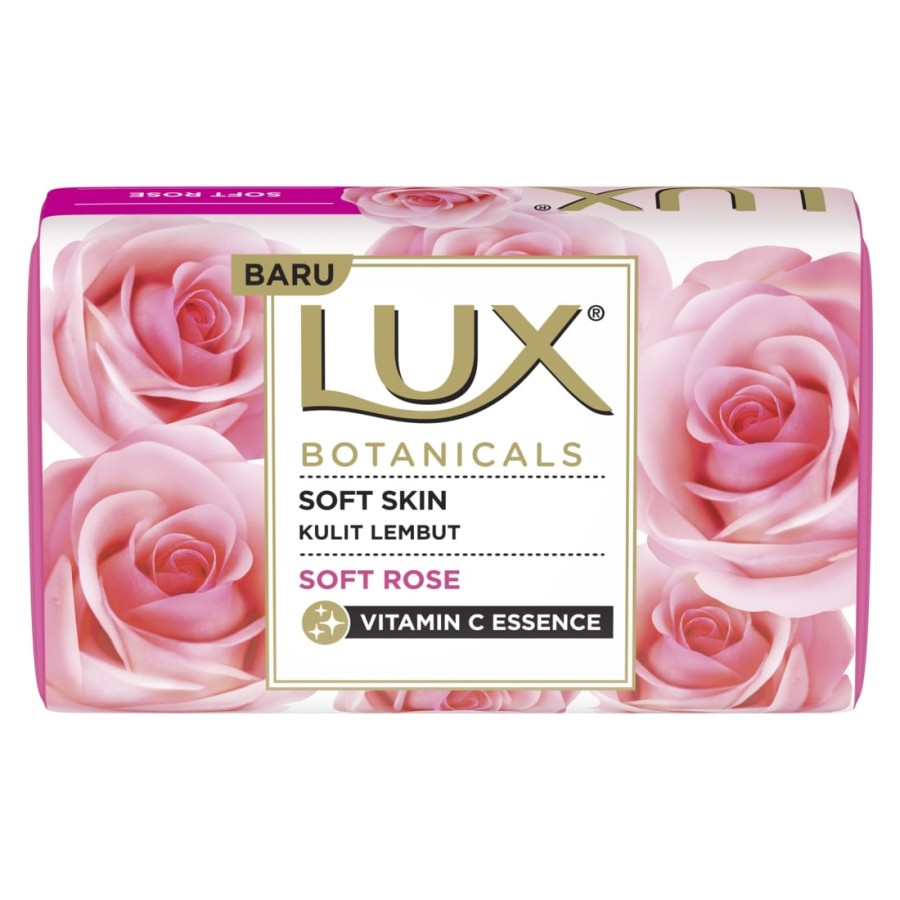 SOFT ROSE
LUX®
BARU
LUX®
BOTANICALS
SOFT SKIN
KULIT LEMBUT
SOFT ROSE
VITAMIN C ESSENCE